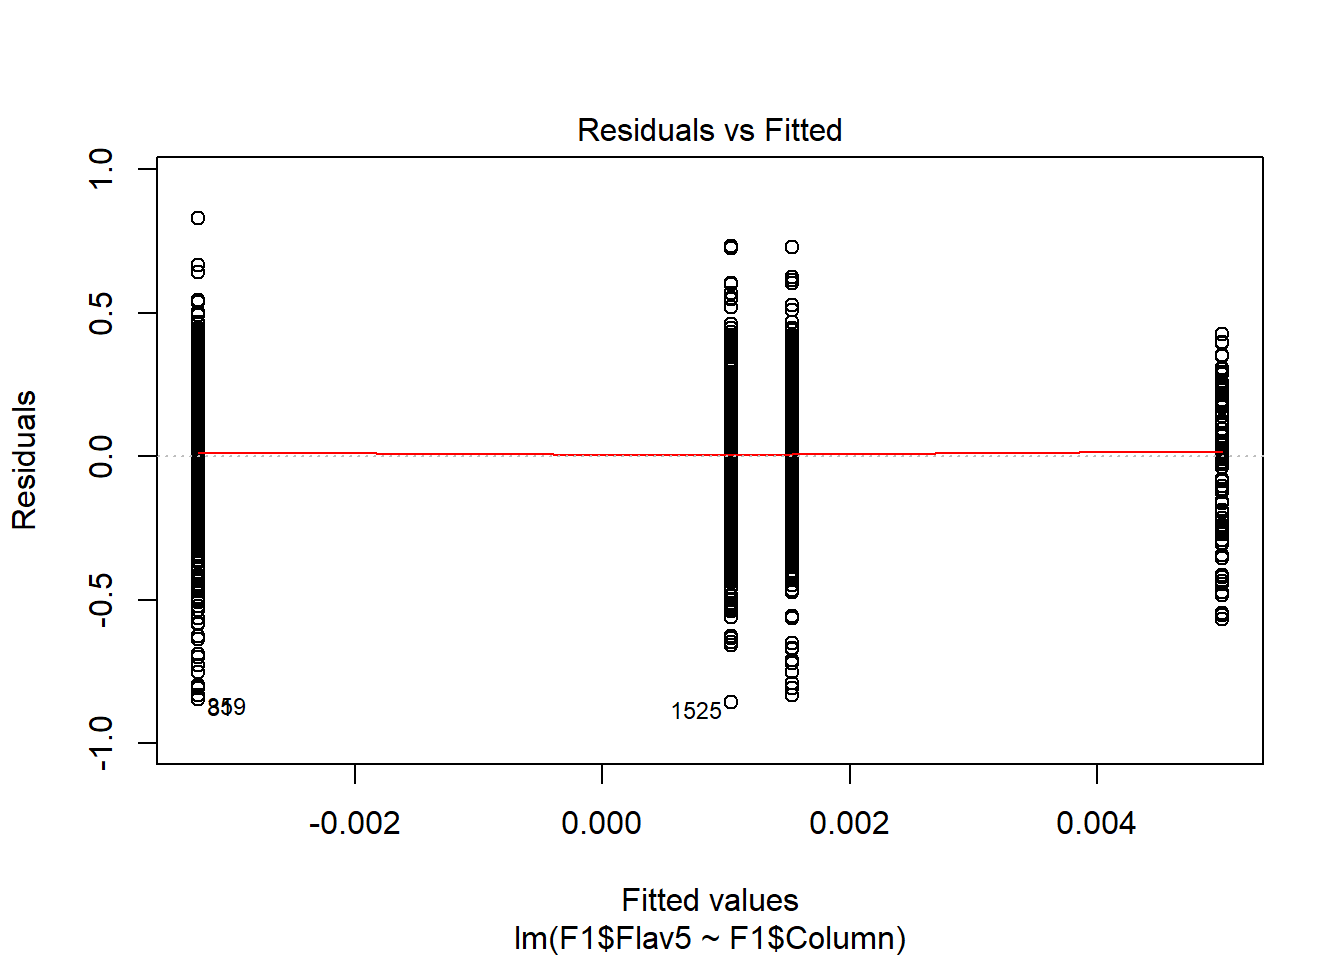 Residuals vs Fitted
Residuals
1.0
0.5
0.0
-0.5
-1.0
859
1525
-0.002
0.000
0.002
0.004
Fitted values
lm(F1$Flav5 ~ F1$Column)